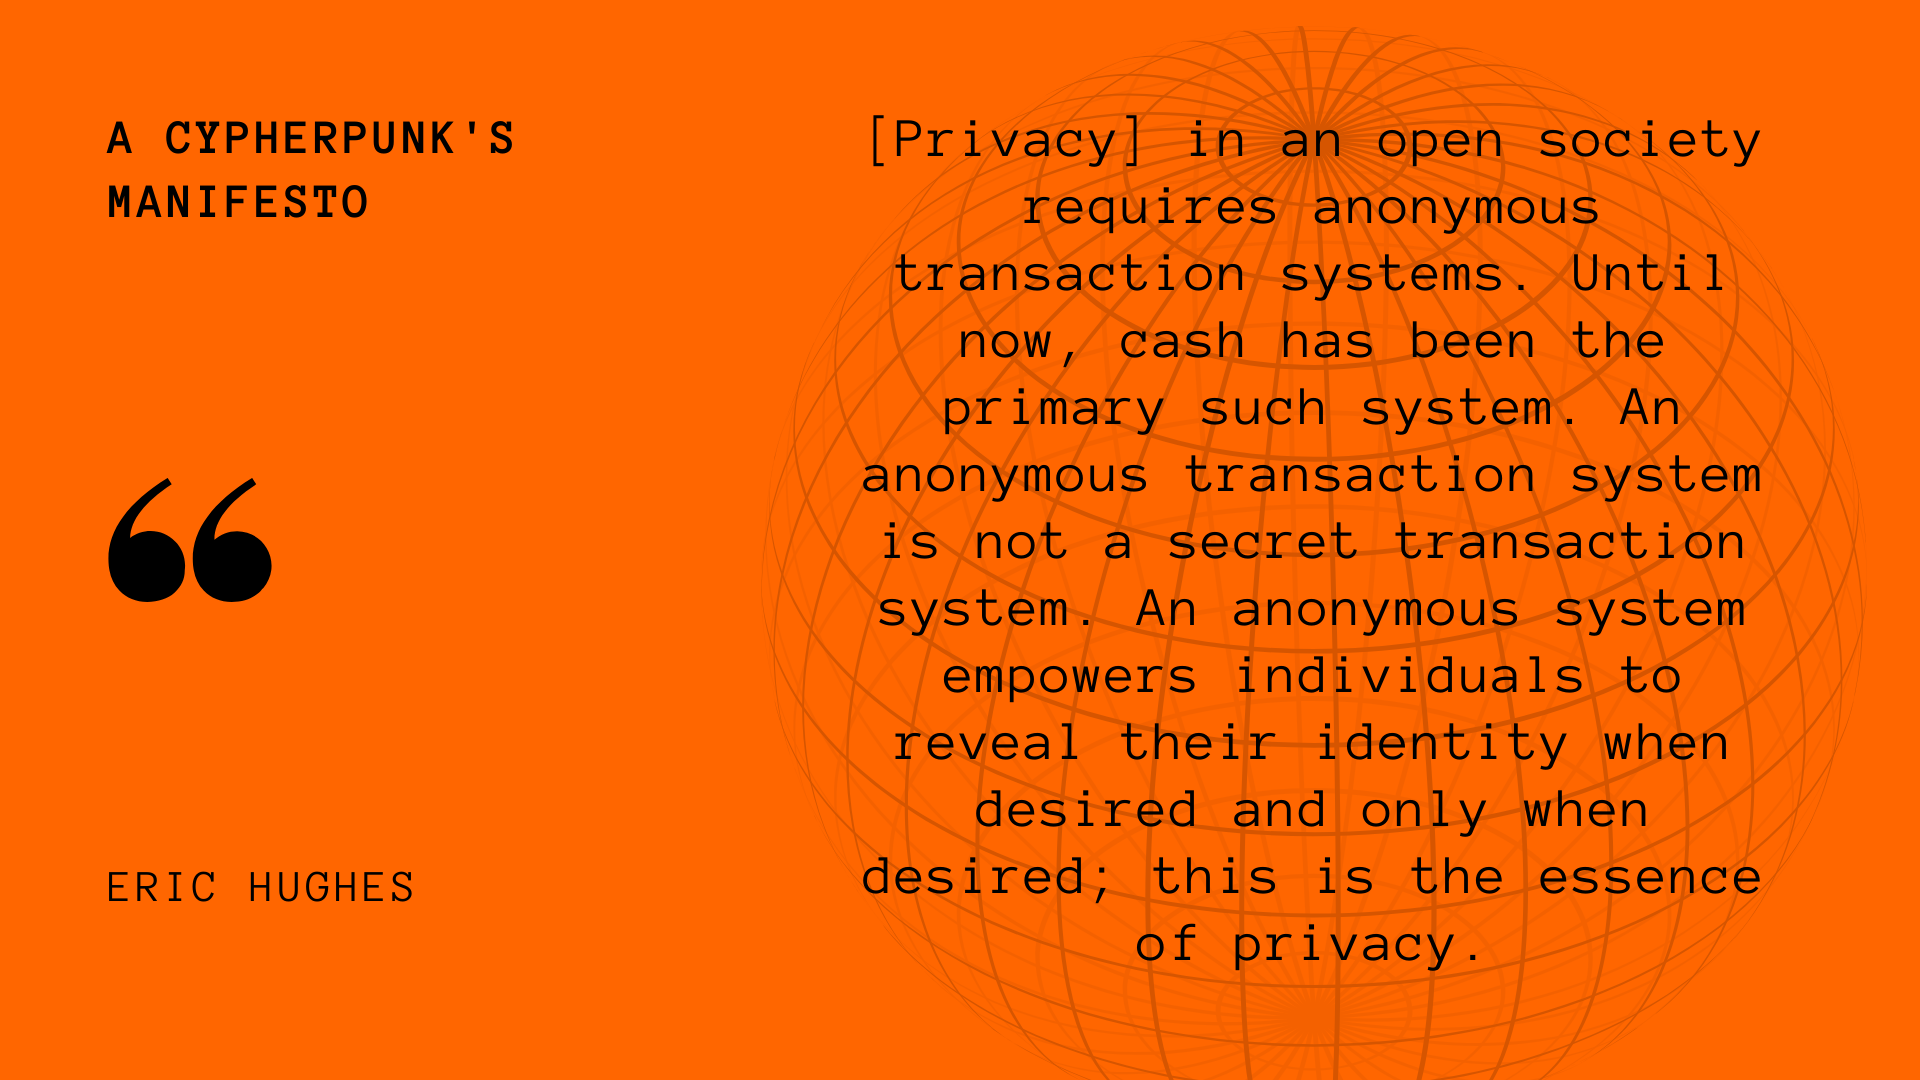 A CYPHERPUNK'S
MANIFESTO
“
ERIC HUGHES
[Privacy] in an open society
requires anonymous
transaction systems. Until
now, cash has been the
primary such system. An
anonymous transaction system
is not a secret transaction
system. An anonymous system
empowers individuals to
reveal their identity when
desired and only when
desired; this is the essence
of privacy.